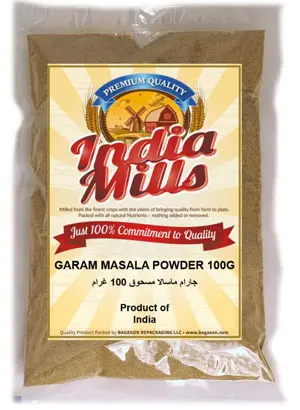 PREMIUM QUALITY
India
Mills
Milled from the finest crops with the vision of bringing quality from farm to plate.
Packed with all natural Nutrients – nothing added or removed.
Just 100% Commitment to Quality
GARAM MASALA POWDER 100G
جارام ماسالا مسحوق 100 غرام
Product of
India
Quality Product Packed by BAGASON REPACKAGING LLC • www.bagason.com